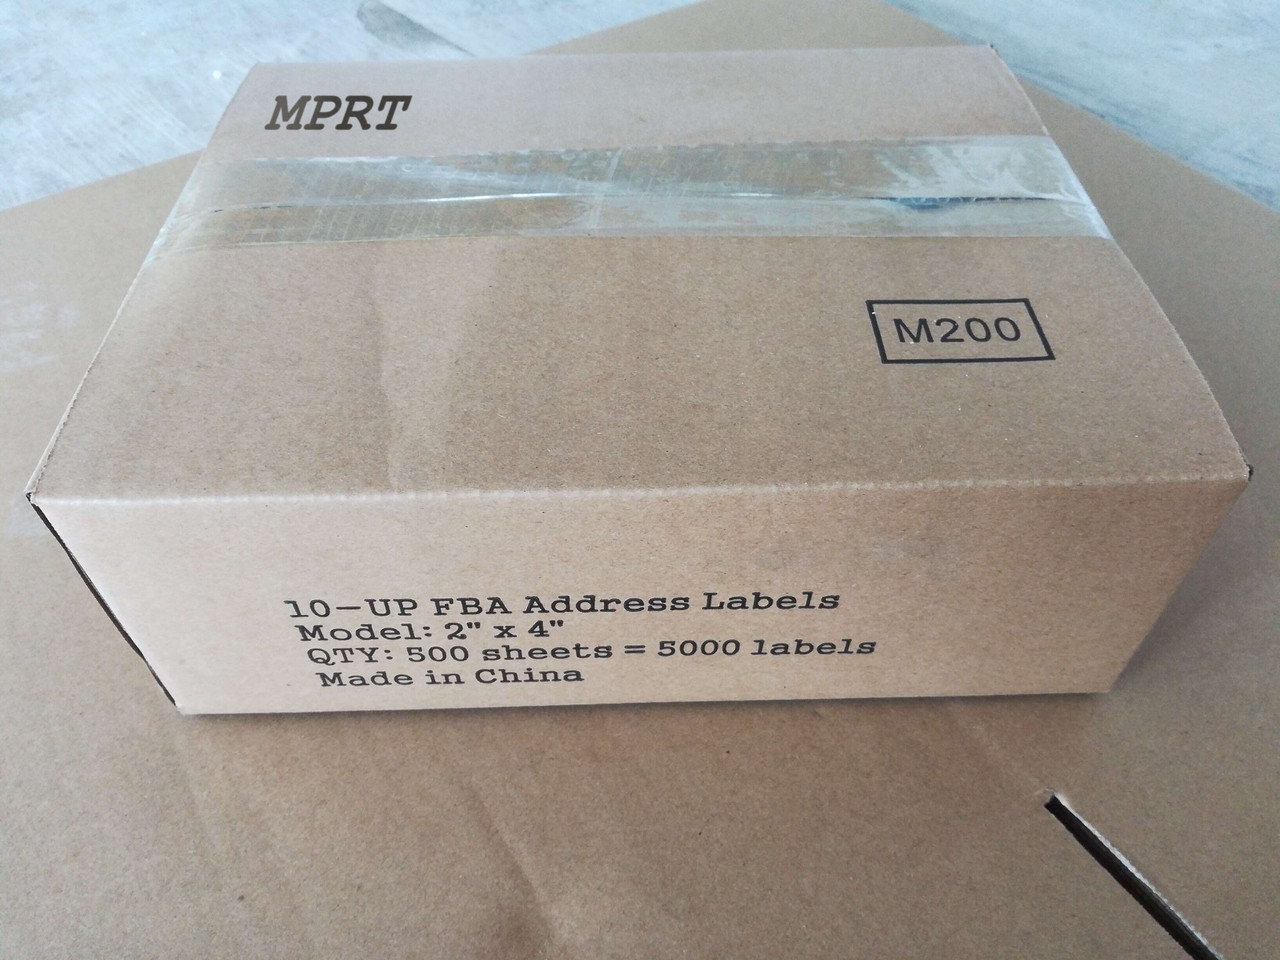 MPRT
M200
10-UP FBA Address Labels
Model: 2" x 4"
QTY: 500 sheets = 5000 labels
Made in China